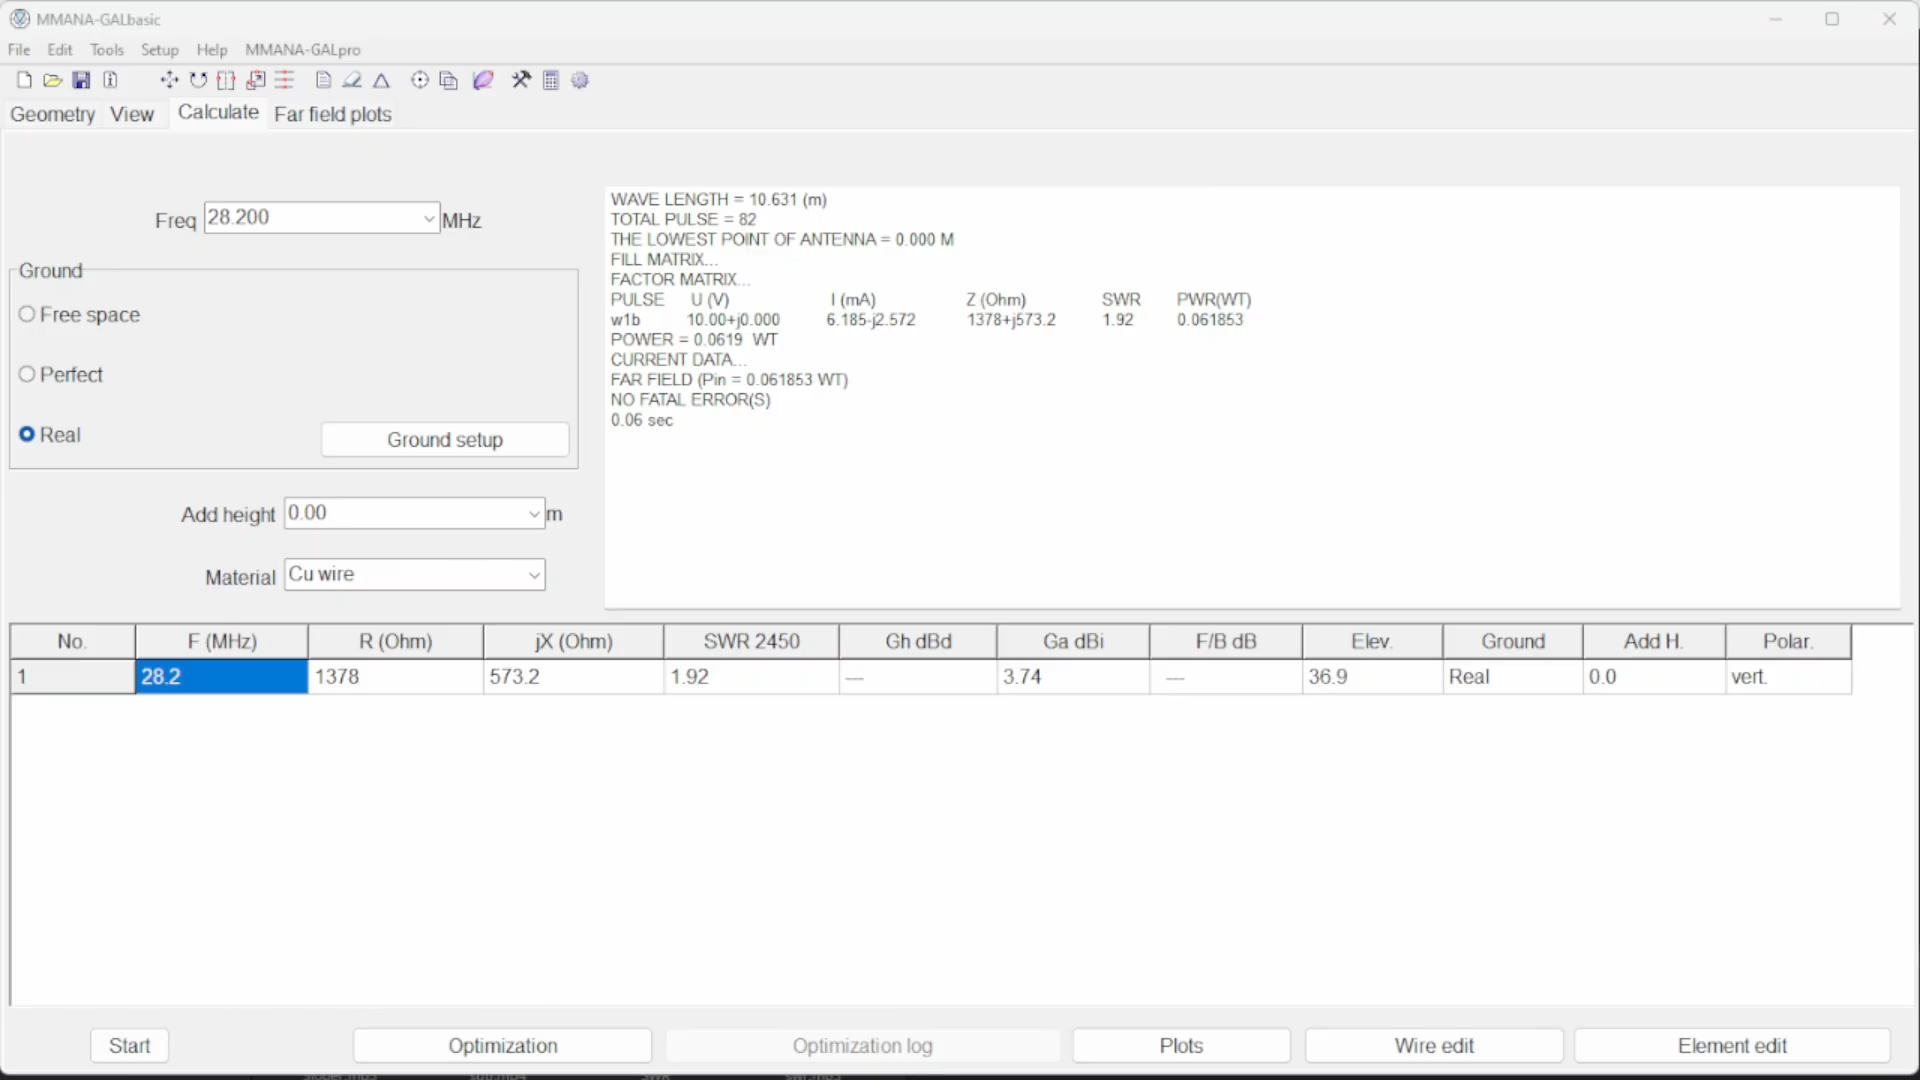 MMANA-GALbasic
File Edit Tools Setup Help MMANA-GALpro
Geometry View Calculate Far field plots
Freq 28.200 MHz
Ground
Free space
Perfect
Real Ground setup
Add height 0.00 m
Material Cu wire
WAVE LENGTH = 10.631 (m)
TOTAL PULSE = 82
THE LOWEST POINT OF ANTENNA = 0.000 M
FILL MATRIX...
FACTOR MATRIX...
PULSE U (V) I (mA) Z (Ohm) SWR PWR(WT)
w1b 10.00+j0.000 6.185-j2.572 1378+j573.2 1.92 0.061853
POWER = 0.0619 WT
CURRENT DATA...
FAR FIELD (Pin = 0.061853 WT)
NO FATAL ERROR(S)
0.06 sec
No. F (MHz) R (Ohm) jX (Ohm) SWR 2450 Gh dBd Ga dBi F/B dB Elev. Ground Add H. Polar.
1 28.2 1378 573.2 1.92 --- 3.74 --- 36.9 Real 0.0 vert.
Start Optimization Optimization log Plots Wire edit Element edit